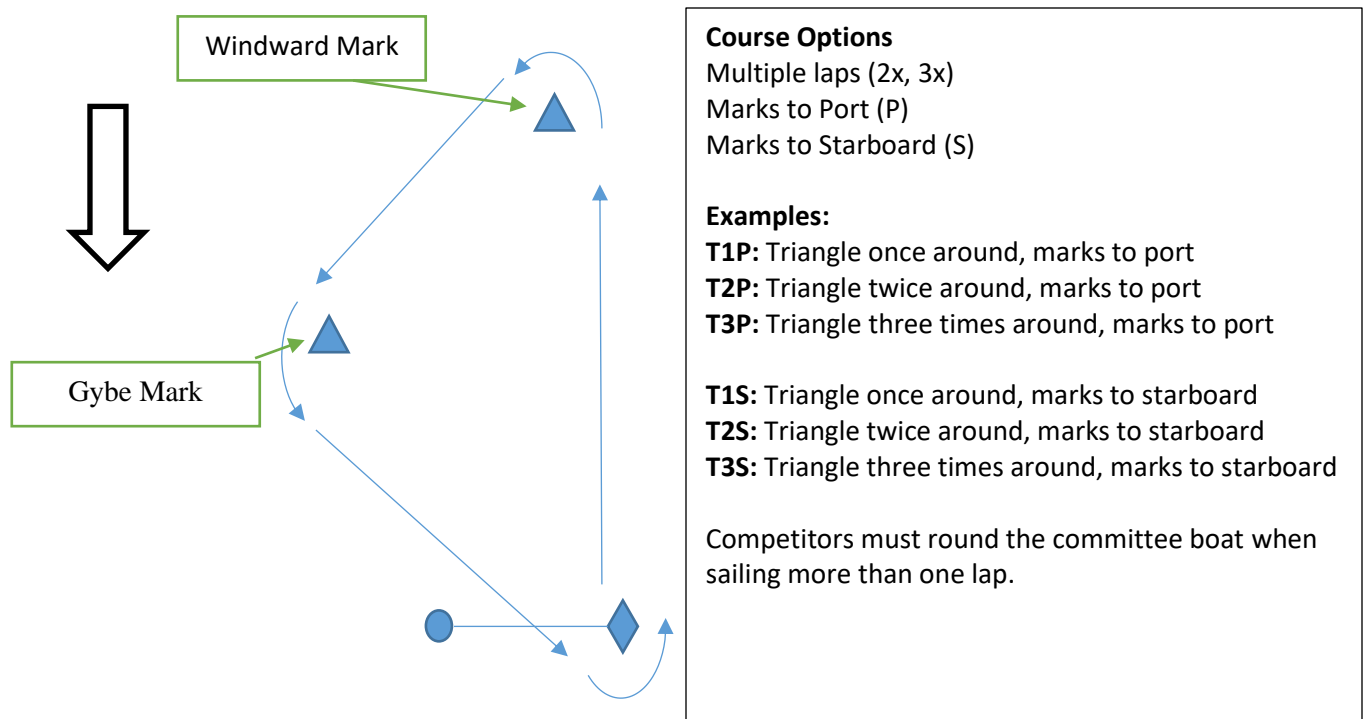 Windward Mark
Gybe Mark
Course Options
Multiple laps (2x, 3x)
Marks to Port (P)
Marks to Starboard (S)
Examples:
T1P: Triangle once around, marks to port
T2P: Triangle twice around, marks to port
T3P: Triangle three times around, marks to port
T1S: Triangle once around, marks to starboard
T2S: Triangle twice around, marks to starboard
T3S: Triangle three times around, marks to starboard
Competitors must round the committee boat when
sailing more than one lap.